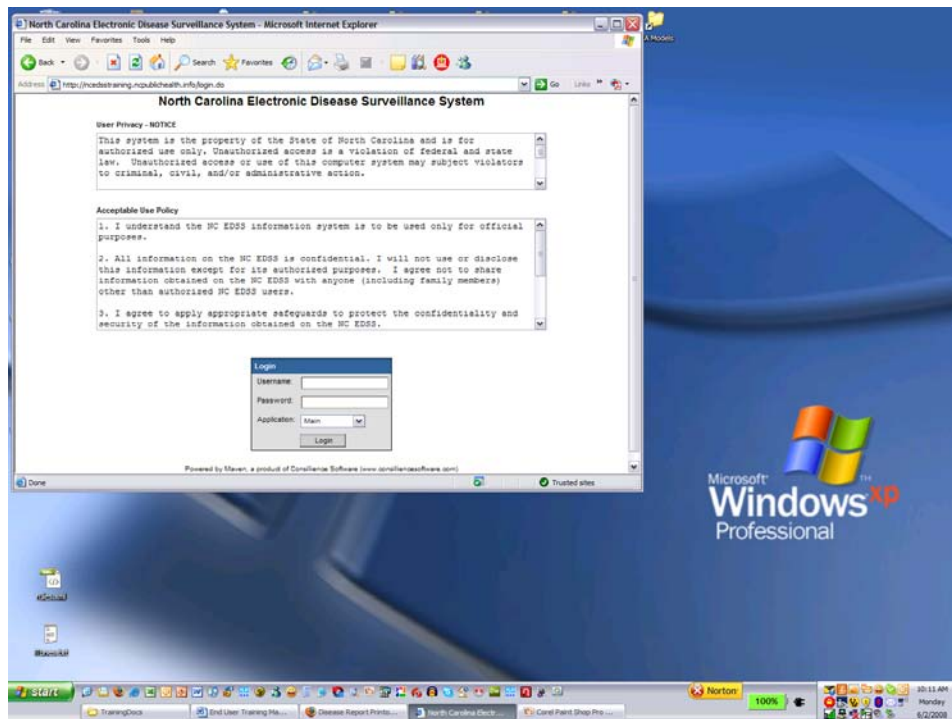 North Carolina Electronic Disease Surveillance System - Microsoft Internet Explorer
File Edit View Favorites Tools Help
Back Search Favorites
Address http://ncedsstraining.ncpublichealth.info/login.do Go Links »
A Models
North Carolina Electronic Disease Surveillance System
User Privacy - NOTICE
This system is the property of the State of North Carolina and is for
authorized use only. Unauthorized access is a violation of federal and state
law. Unauthorized access or use of this computer system may subject violators
to criminal, civil, and/or administrative action.
Acceptable Use Policy
1. I understand the NC EDSS information system is to be used only for official
purposes.
2. All information on the NC EDSS is confidential. I will not use or disclose
this information except for its authorized purposes. I agree not to share
information obtained on the NC EDSS with anyone (including family members)
other than authorized NC EDSS users.
3. I agree to apply appropriate safeguards to protect the confidentiality and
security of the information obtained on the NC EDSS.
Login
Username:
Password:
Application: Main
Login
Powered by Maven, a product of Consilience Software (www.consiliencesoftware.com)
Done Trusted sites
Microsoft
Windows xp
TM
Professional
start
Norton
100%
10:11 AM
Monday
6/2/2008
TrainingDocs
End User Training Ma...
Disease Report Printo...
North Carolina Electr...
Corel Paint Shop Pro ...